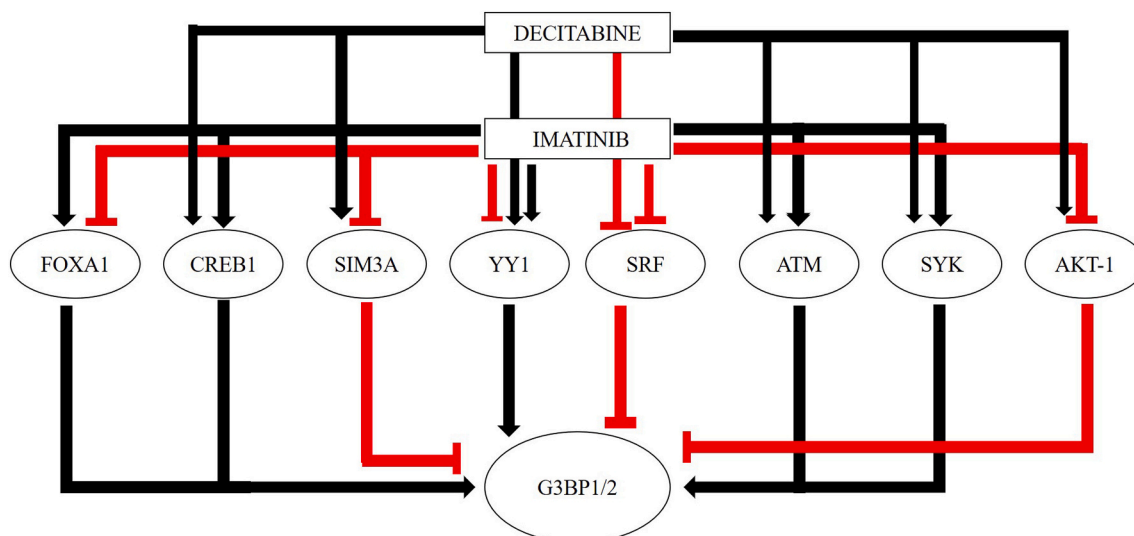 DECITABINE
IMATINIB
FOXA1 CREB1 SIM3A YY1 SRF ATM SYK AKT-1
G3BP1/2